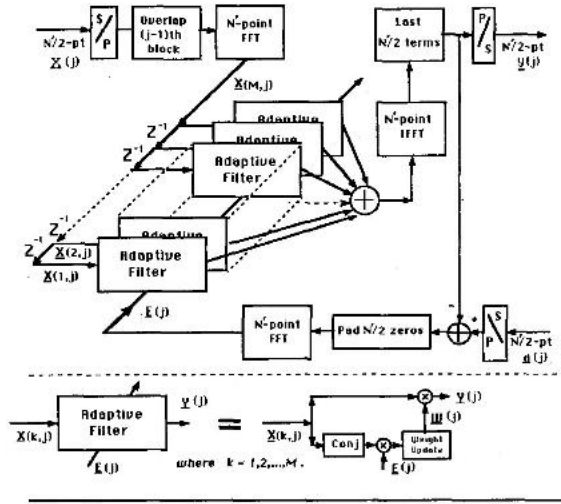 S/P
Overlap
(j-1)th
block
N'-point
FFT
Last
N'/2 terms
P/S
N'/2-pt
X(j)
N'/2-pt
y(j)
X(M,j)
N'-point
IFFT
Z⁻¹
Z⁻¹
Adaptive
Adaptive
Adaptive
Filter
Z⁻¹
Z⁻¹
X(2,j)
X(1,j)
Adaptive
Filter
E(j)
N'-point
FFT
Pad N'/2 zeros
-
+
S/P
N'/2-pt
d(j)
X(k,j)
Adaptive
Filter
Y(j)
E(j)
=
X(k,j)
Conj
Weight
Update
Y(j)
W(j)
E(j)
where k = 1,2,...,M.